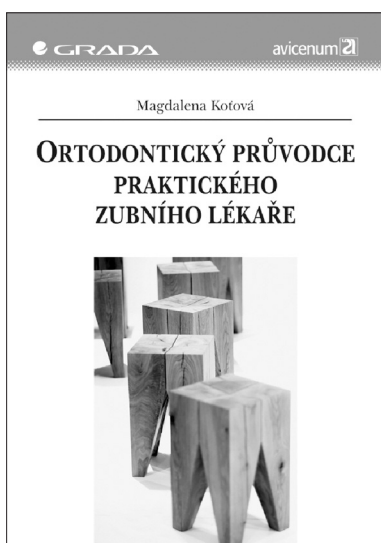 GRADA
avicenum
Magdalena Koťová
ORTODONTICKÝ PRŮVODCE
PRAKTICKÉHO
ZUBNÍHO LÉKAŘE